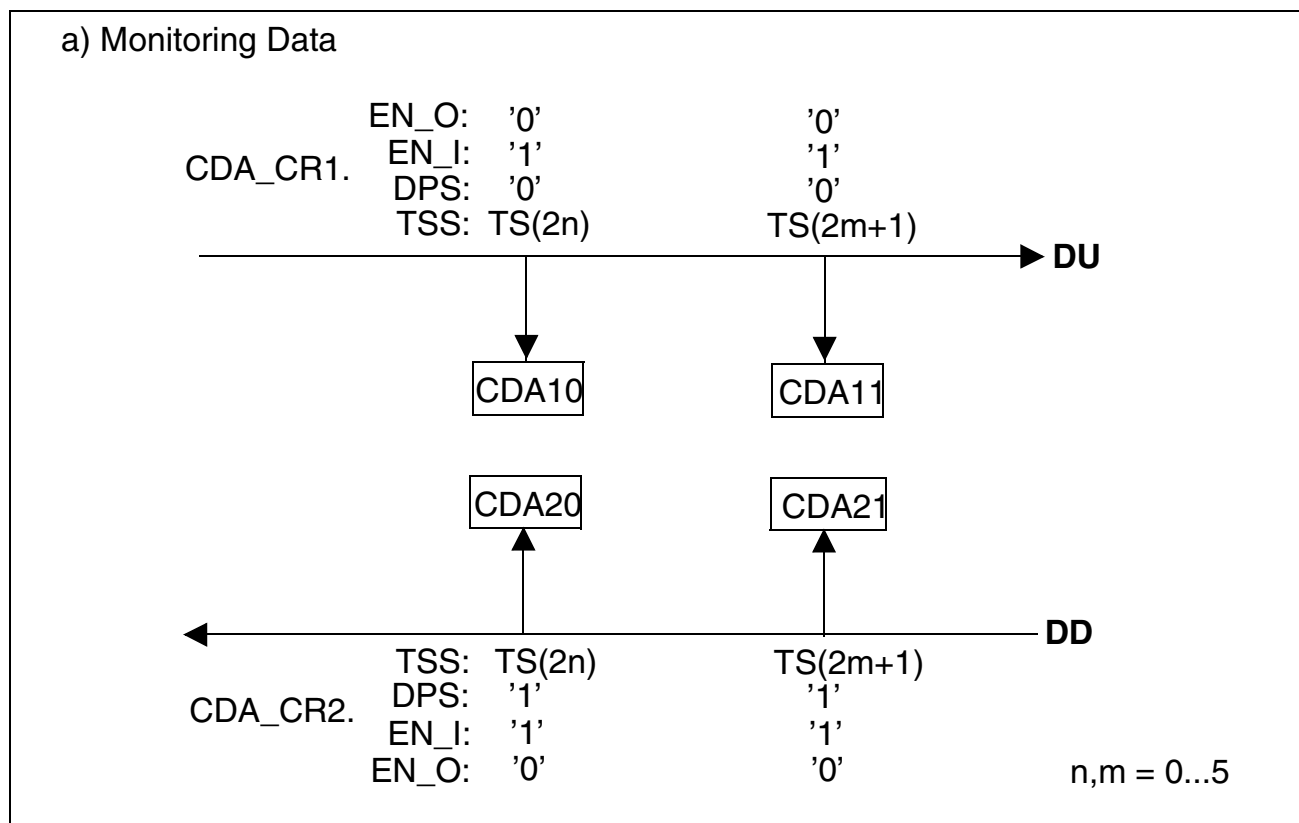 a) Monitoring Data
EN_O: '0' '0'
CDA_CR1. EN_I: '1' '1'
DPS: '0' '0'
TSS: TS(2n) TS(2m+1)
DU
CDA10 CDA11
CDA20 CDA21
DD
TSS: TS(2n) TS(2m+1)
CDA_CR2. DPS: '1' '1'
EN_I: '1' '1'
EN_O: '0' '0' n,m = 0...5